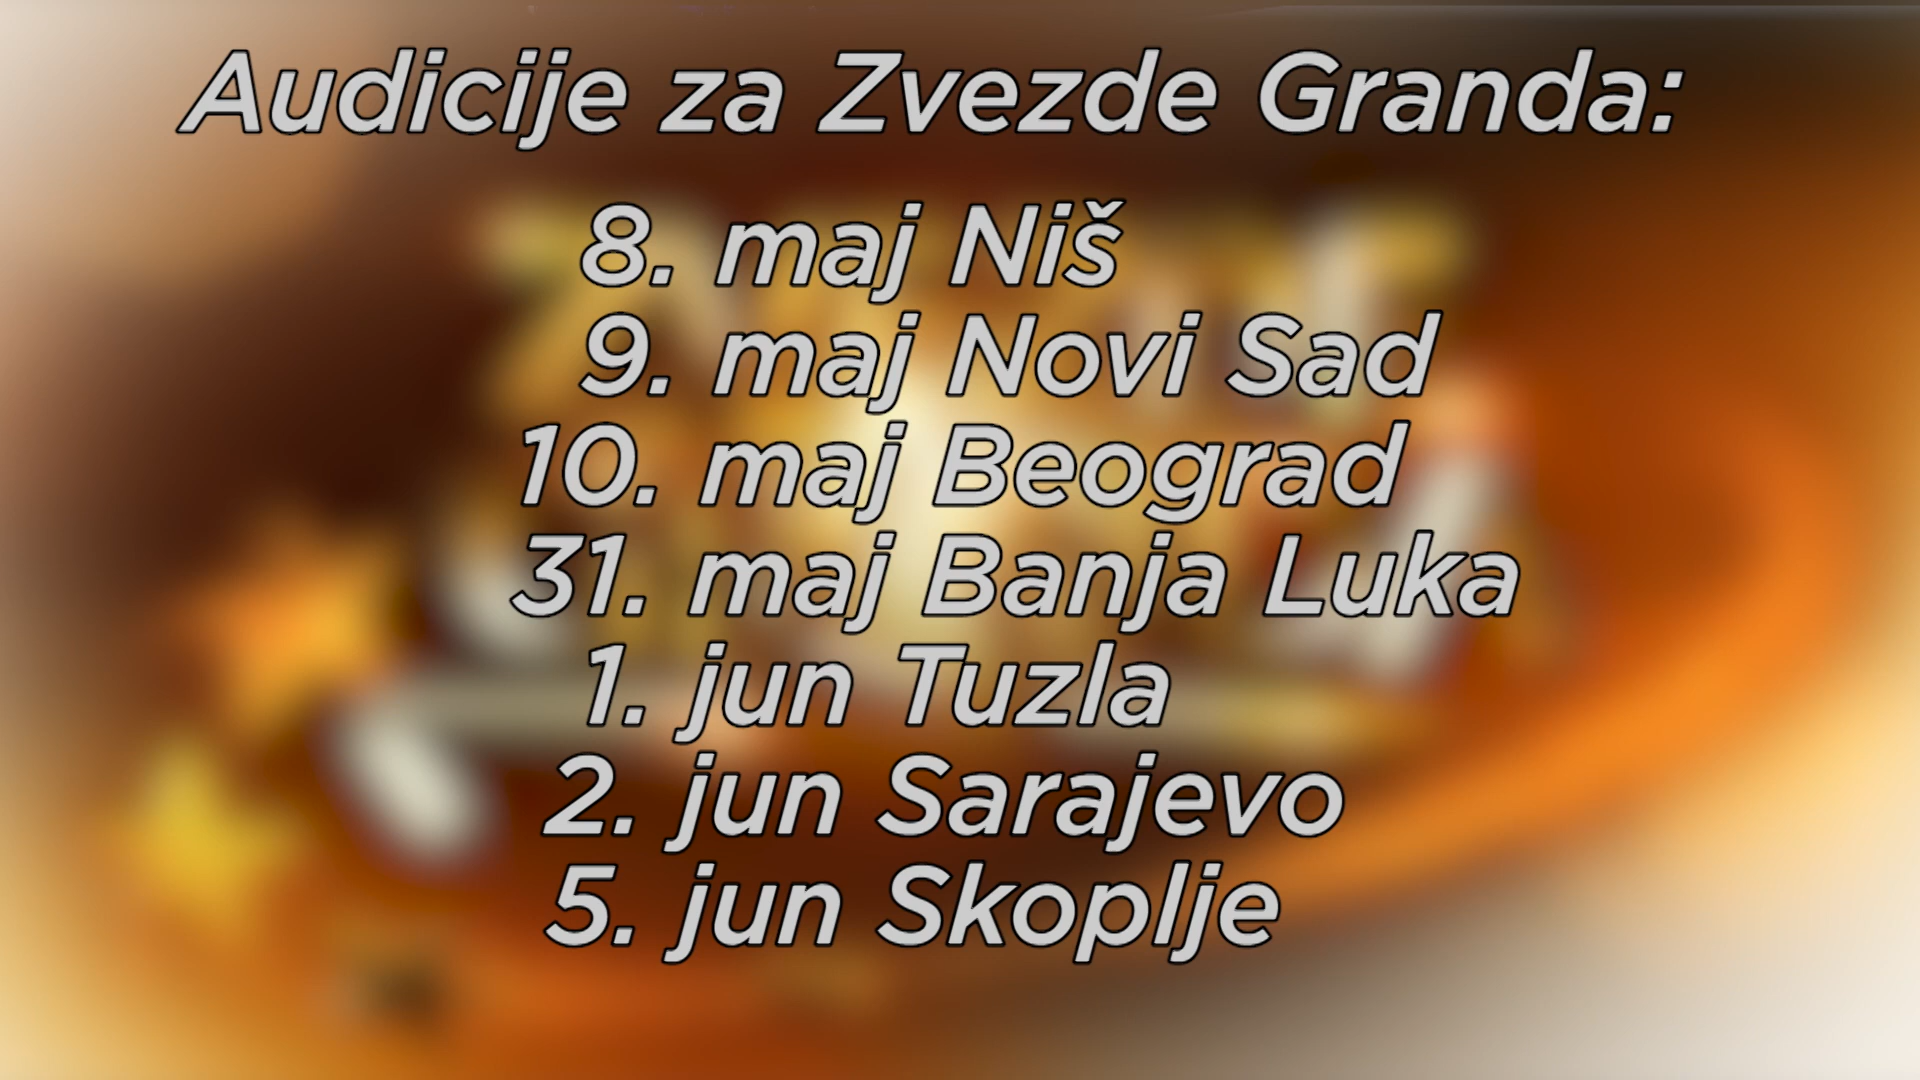 Audicije za Zvezde Granda:
8. maj Niš
9. maj Novi Sad
10. maj Beograd
31. maj Banja Luka
1. jun Tuzla
2. jun Sarajevo
5. jun Skoplje